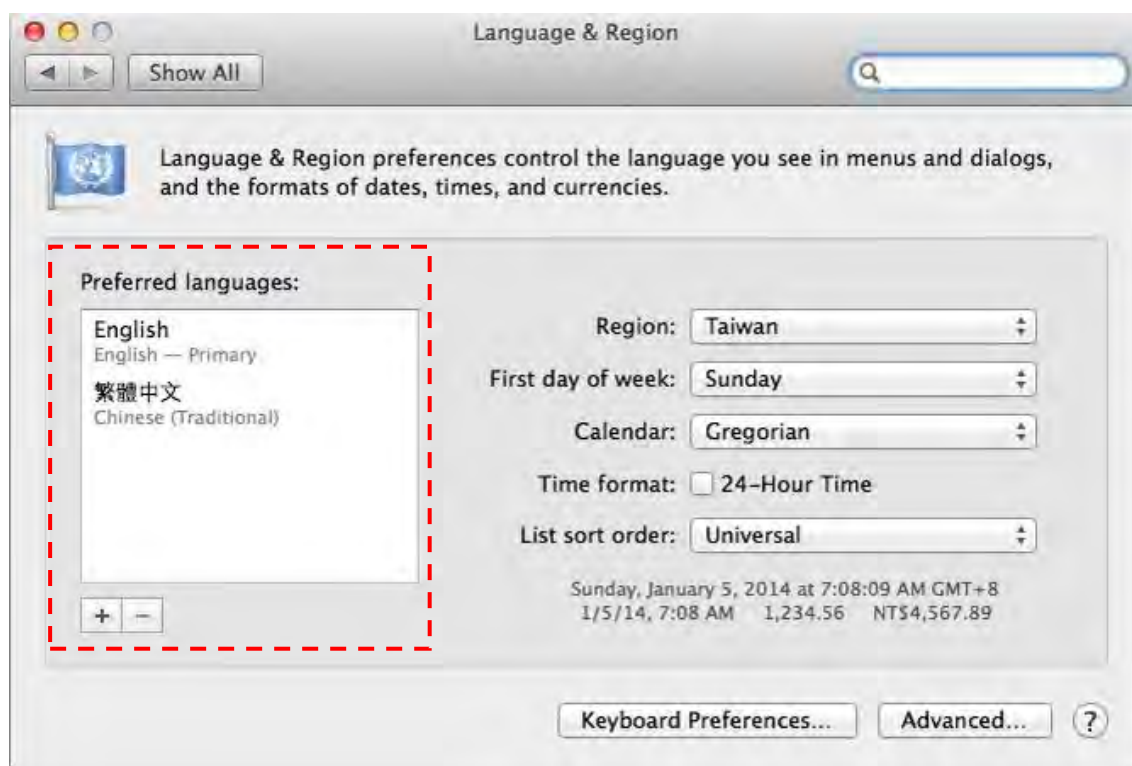 Language & Region
Show All
Language & Region preferences control the language you see in menus and dialogs,
and the formats of dates, times, and currencies.
Preferred languages:
English
English — Primary
繁體中文
Chinese (Traditional)
+ −
Region: Taiwan
First day of week: Sunday
Calendar: Gregorian
Time format: 24-Hour Time
List sort order: Universal
Sunday, January 5, 2014 at 7:08:09 AM GMT+8
1/5/14, 7:08 AM 1,234.56 NT$4,567.89
Keyboard Preferences... Advanced... ?